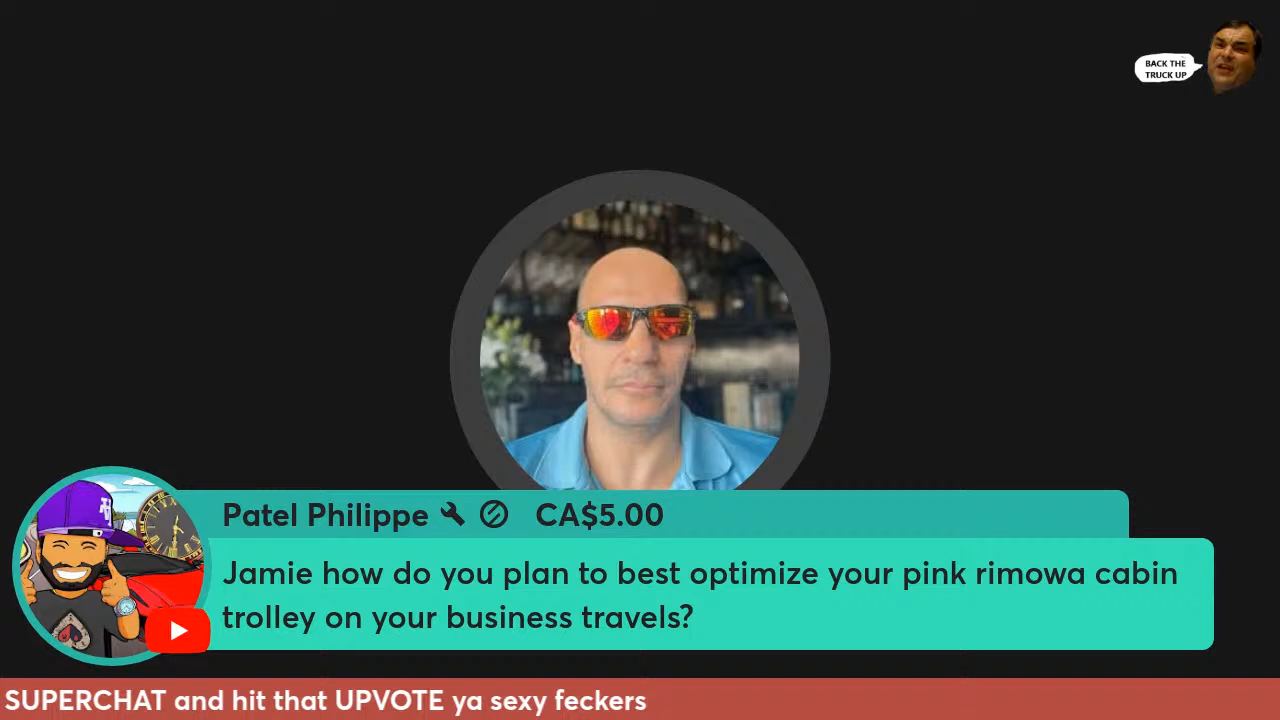 BACK THE
TRUCK UP
Patel Philippe CA$5.00
Jamie how do you plan to best optimize your pink rimowa cabin
trolley on your business travels?
SUPERCHAT and hit that UPVOTE ya sexy feckers